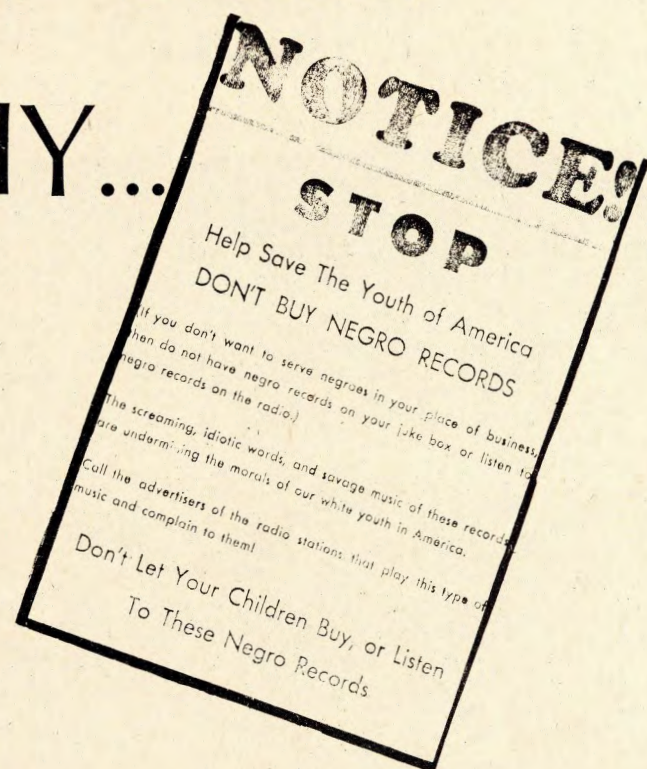 HY...
NOTICE!
STOP
Help Save The Youth of America
DON'T BUY NEGRO RECORDS
(If you don't want to serve negroes in your place of business,
then do not have negro records on your juke box or listen to
negro records on the radio.)
The screaming, idiotic words, and savage music of these records
are undermining the morals of our white youth in America.
Call the advertisers of the radio stations that play this type of
music and complain to them!
Don't Let Your Children Buy, or Listen
To These Negro Records